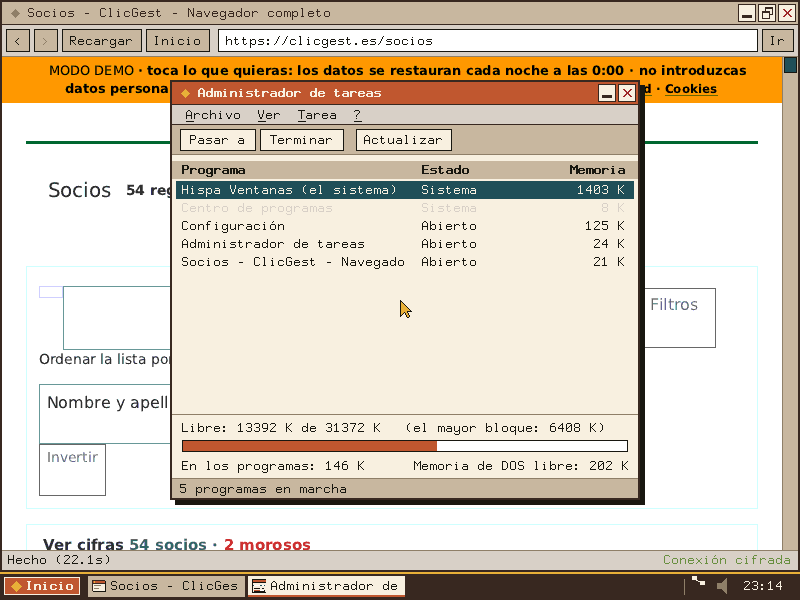 Socios - ClicGest - Navegador completo
< > Recargar Inicio https://clicgest.es/socios Ir
MODO DEMO · toca lo que quieras: los datos se restauran cada noche a las 0:00 · no introduzcas
datos persona d · Cookies
Administrador de tareas
Archivo Ver Tarea ?
Pasar a Terminar Actualizar
Programa Estado Memoria
Hispa Ventanas (el sistema) Sistema 1403 K
Centro de programas Sistema 8 K
Configuración Abierto 125 K
Administrador de tareas Abierto 24 K
Socios - ClicGest - Navegado Abierto 21 K
Socios 54 reg
Filtros
Ordenar la lista por
Nombre y apell
Invertir
Libre: 13392 K de 31372 K (el mayor bloque: 6408 K)
En los programas: 146 K Memoria de DOS libre: 202 K
5 programas en marcha
Ver cifras 54 socios · 2 morosos
Hecho (22.1s) Conexión cifrada
Inicio Socios - ClicGes Administrador de 23:14